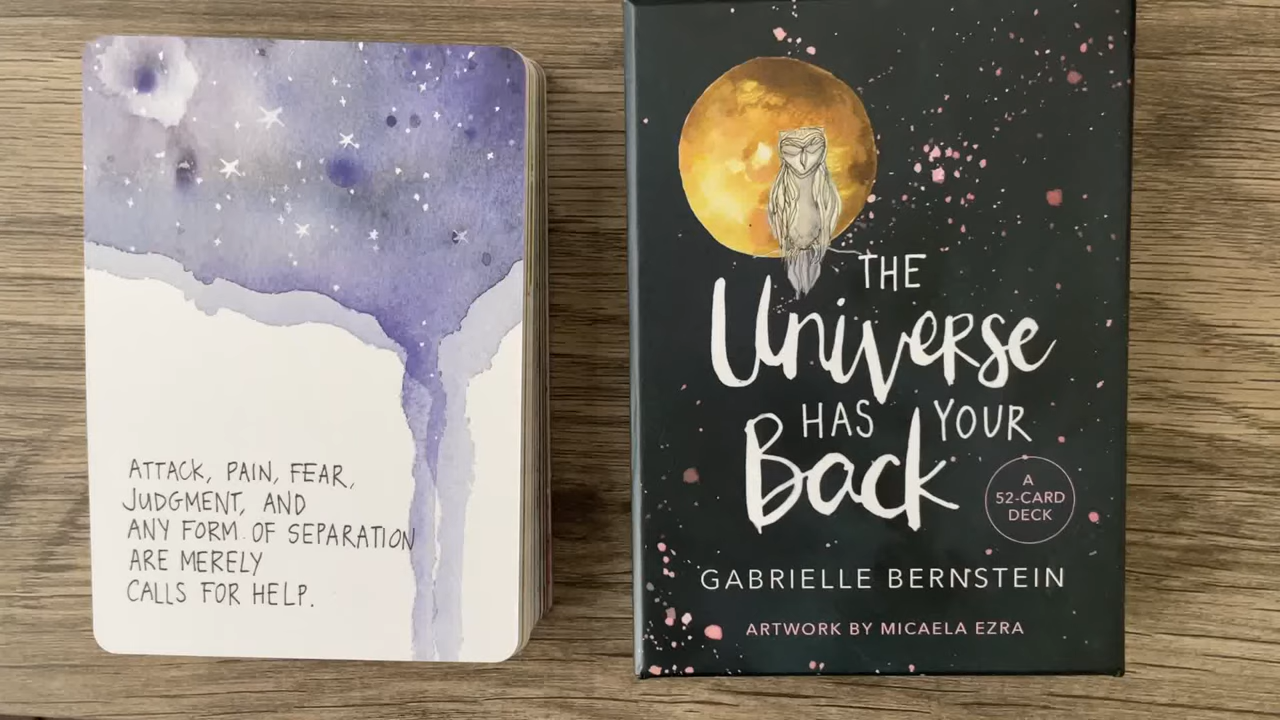 ATTACK, PAIN, FEAR,
JUDGMENT, AND
ANY FORM OF SEPARATION
ARE MERELY
CALLS FOR HELP.
THE
Universe
HAS YOUR
Back
A
52-CARD
DECK
GABRIELLE BERNSTEIN
ARTWORK BY MICAELA EZRA